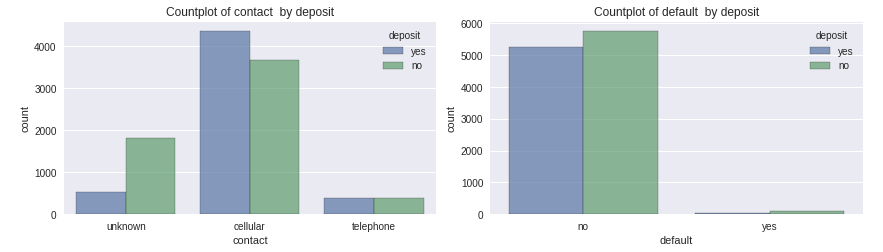 Countplot of contact  by deposit
deposit
yes
no
4000
3000
2000
1000
0
count
unknown
cellular
telephone
contact
Countplot of default  by deposit
deposit
yes
no
6000
5000
4000
3000
2000
1000
0
count
no
yes
default